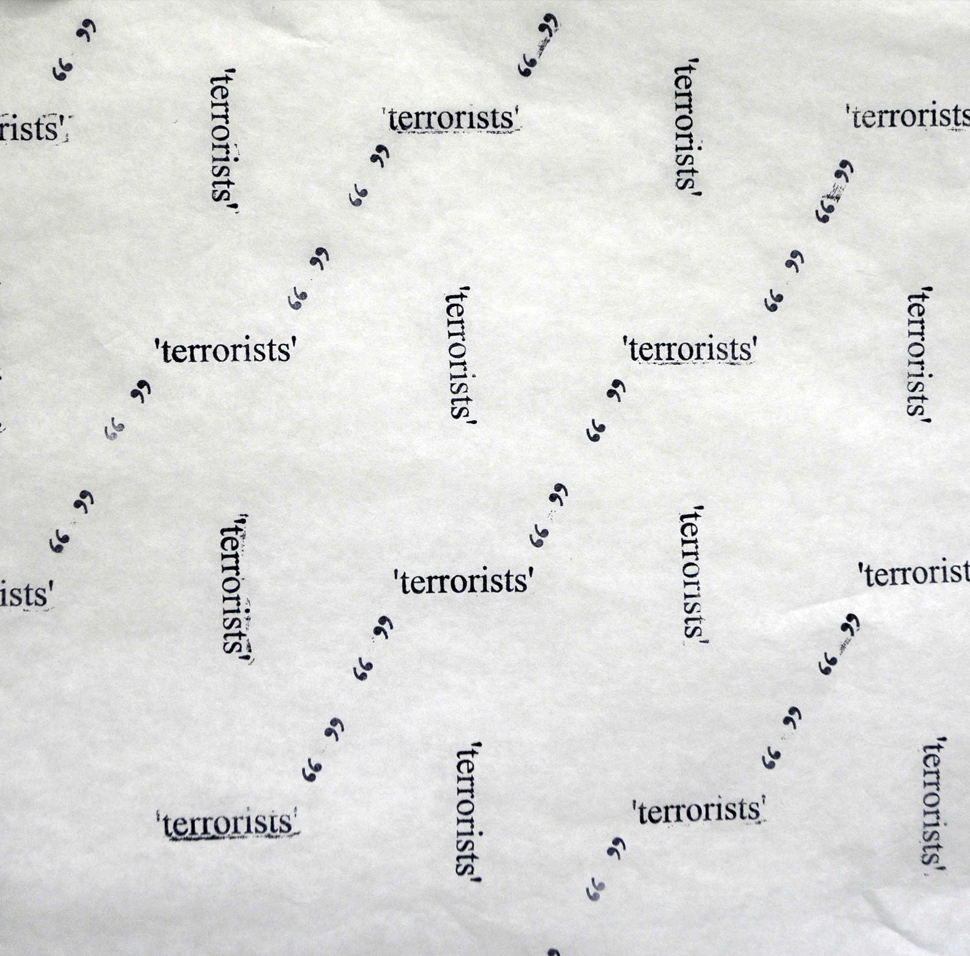 “ ”
“ ”
rists'
'terrorists'
'terrorists'
'terrorists'
'terrorists
“ ”
“ ”
“ ”
“ ”
'terrorists'
'terrorists'
'terrorists'
'terrorists'
“ ”
“ ”
“ ”
“ ”
ists'
'terrorists'
'terrorists'
'terrorists'
'terrorist
“ ”
“ ”
“ ”
“ ”
'terrorists'
'terrorists'
'terrorists'
'terrorists'
“ ”